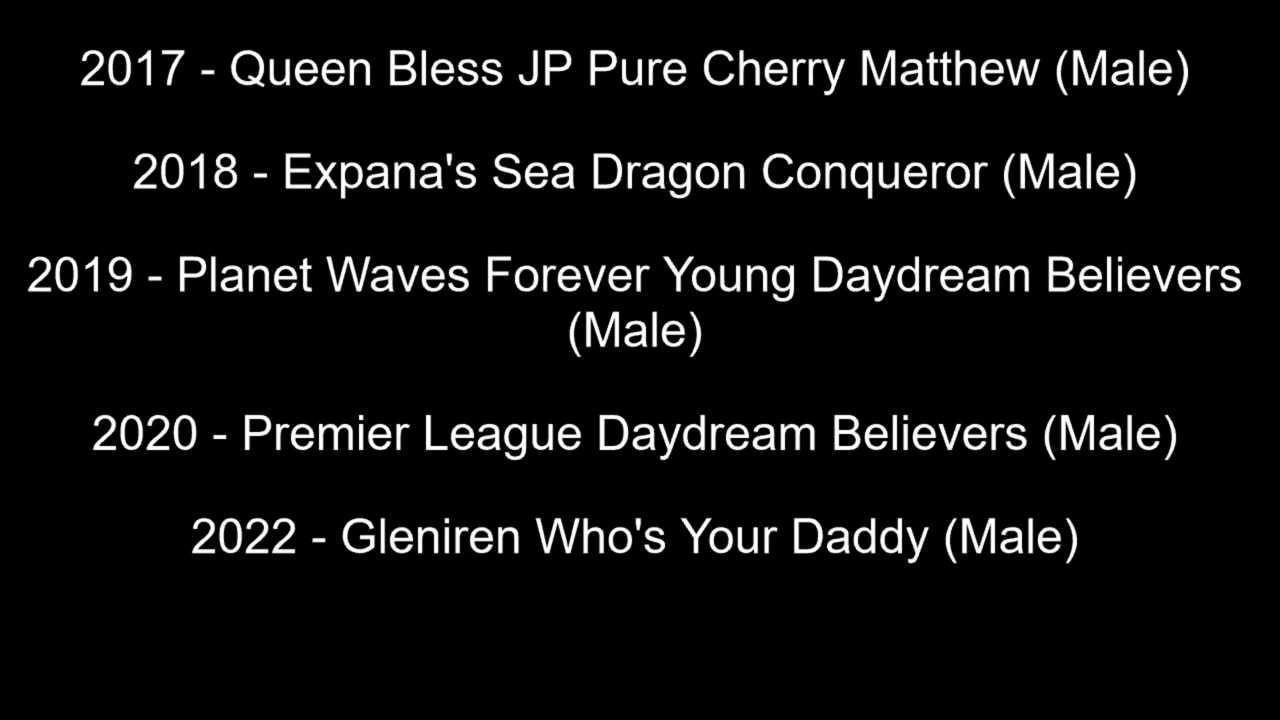 2017 - Queen Bless JP Pure Cherry Matthew (Male)
2018 - Expana's Sea Dragon Conqueror (Male)
2019 - Planet Waves Forever Young Daydream Believers
(Male)
2020 - Premier League Daydream Believers (Male)
2022 - Gleniren Who's Your Daddy (Male)